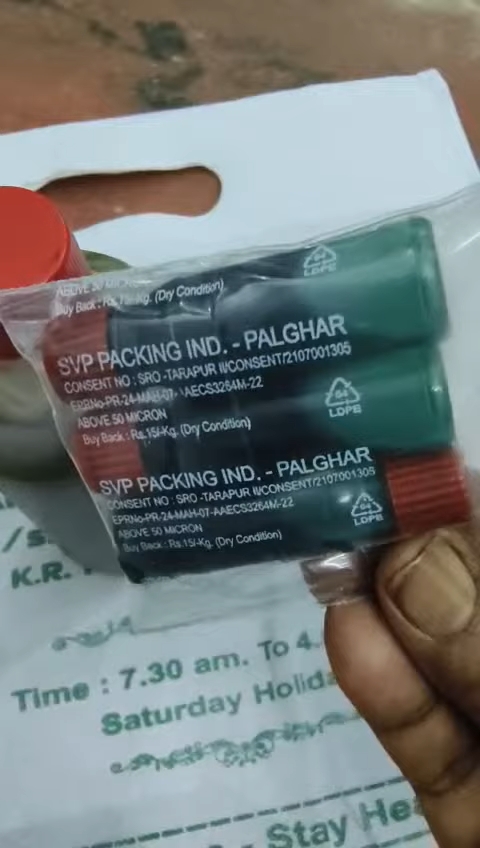 ABOVE 50 MICRON
Buy Back : Rs.15/-Kg. (Dry Condition)
04
LDPE
SVP PACKING IND. - PALGHAR
CONSENT NO : SRO -TARAPUR II/CONSENT/2107001305
EPRNo-PR-24-MAH-07-AAECS3264M-22
ABOVE 50 MICRON
Buy Back : Rs.15/-Kg. (Dry Condition)
04
LDPE
SVP PACKING IND. - PALGHAR
CONSENT NO : SRO -TARAPUR II/CONSENT/2107001305
EPRNo-PR-24-MAH-07-AAECS3264M-22
ABOVE 50 MICRON
Buy Back : Rs.15/-Kg. (Dry Condition)
04
LDPE
K.R.
Time : 7.30 am. To 4.
Saturday
- Stay